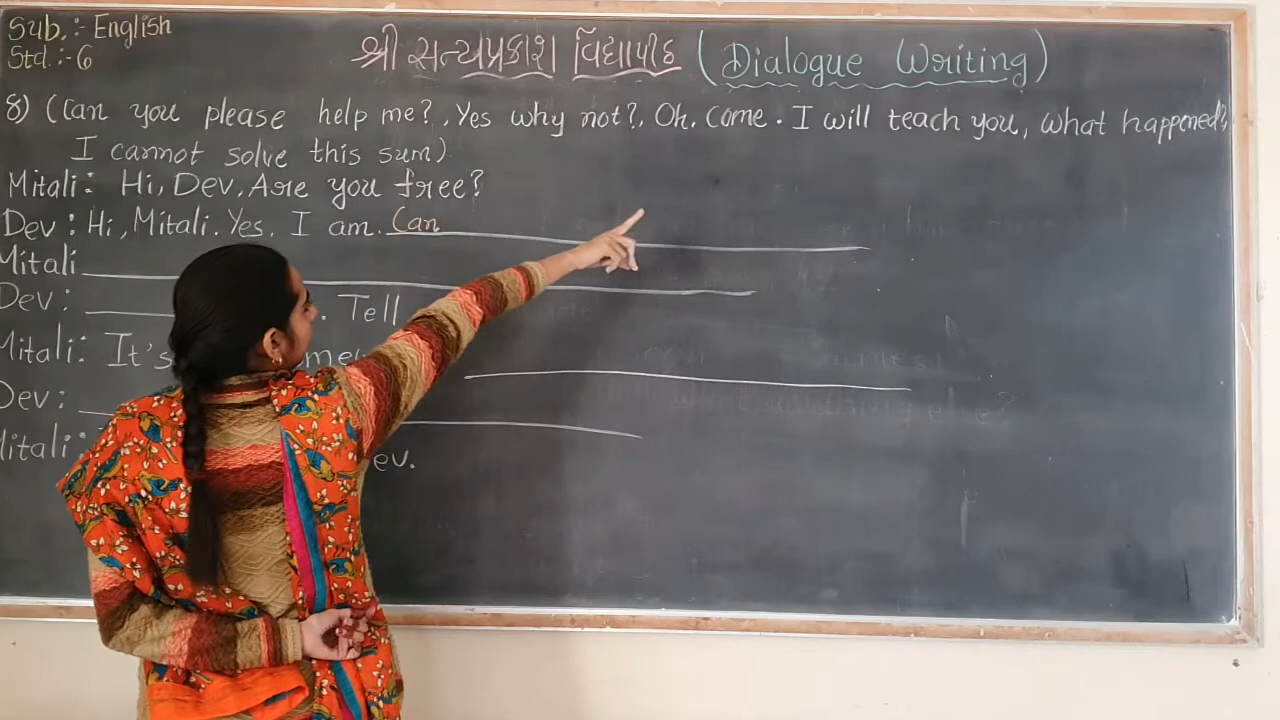 Sub. :- English
Std. :- 6
શ્રી સત્યપ્રકાશ વિદ્યાપીઠ (Dialogue Writing)
8) (Can you please help me?, Yes why not?, Oh, come. I will teach you, What happened?,
I cannot solve this sum)
Mitali: Hi, Dev. Are you free?
Dev: Hi, Mitali. Yes, I am. Can
Mitali
Dev: . Tell
Mitali: It's
Dev:
Mitali: ev.